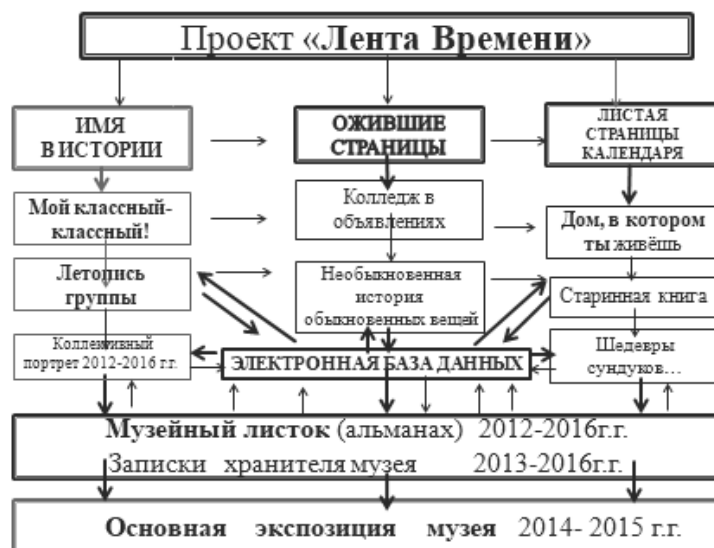 Проект «Лента Времени»
ИМЯ
В ИСТОРИИ
ОЖИВШИЕ
СТРАНИЦЫ
ЛИСТАЯ
СТРАНИЦЫ
КАЛЕНДАРЯ
Мой классный-
классный!
Колледж в
объявлениях
Дом, в котором
ты живёшь
Летопись
группы
Необыкновенная
история
обыкновенных вещей
Старинная книга
Коллективный
портрет 2012-2016 г.г.
ЭЛЕКТРОННАЯ БАЗА ДАННЫХ
Шедевры
сундуков...
Музейный листок (альманах) 2012-2016г.г.
Записки хранителя музея 2013-2016г.г.
Основная экспозиция музея 2014- 2015 г.г.